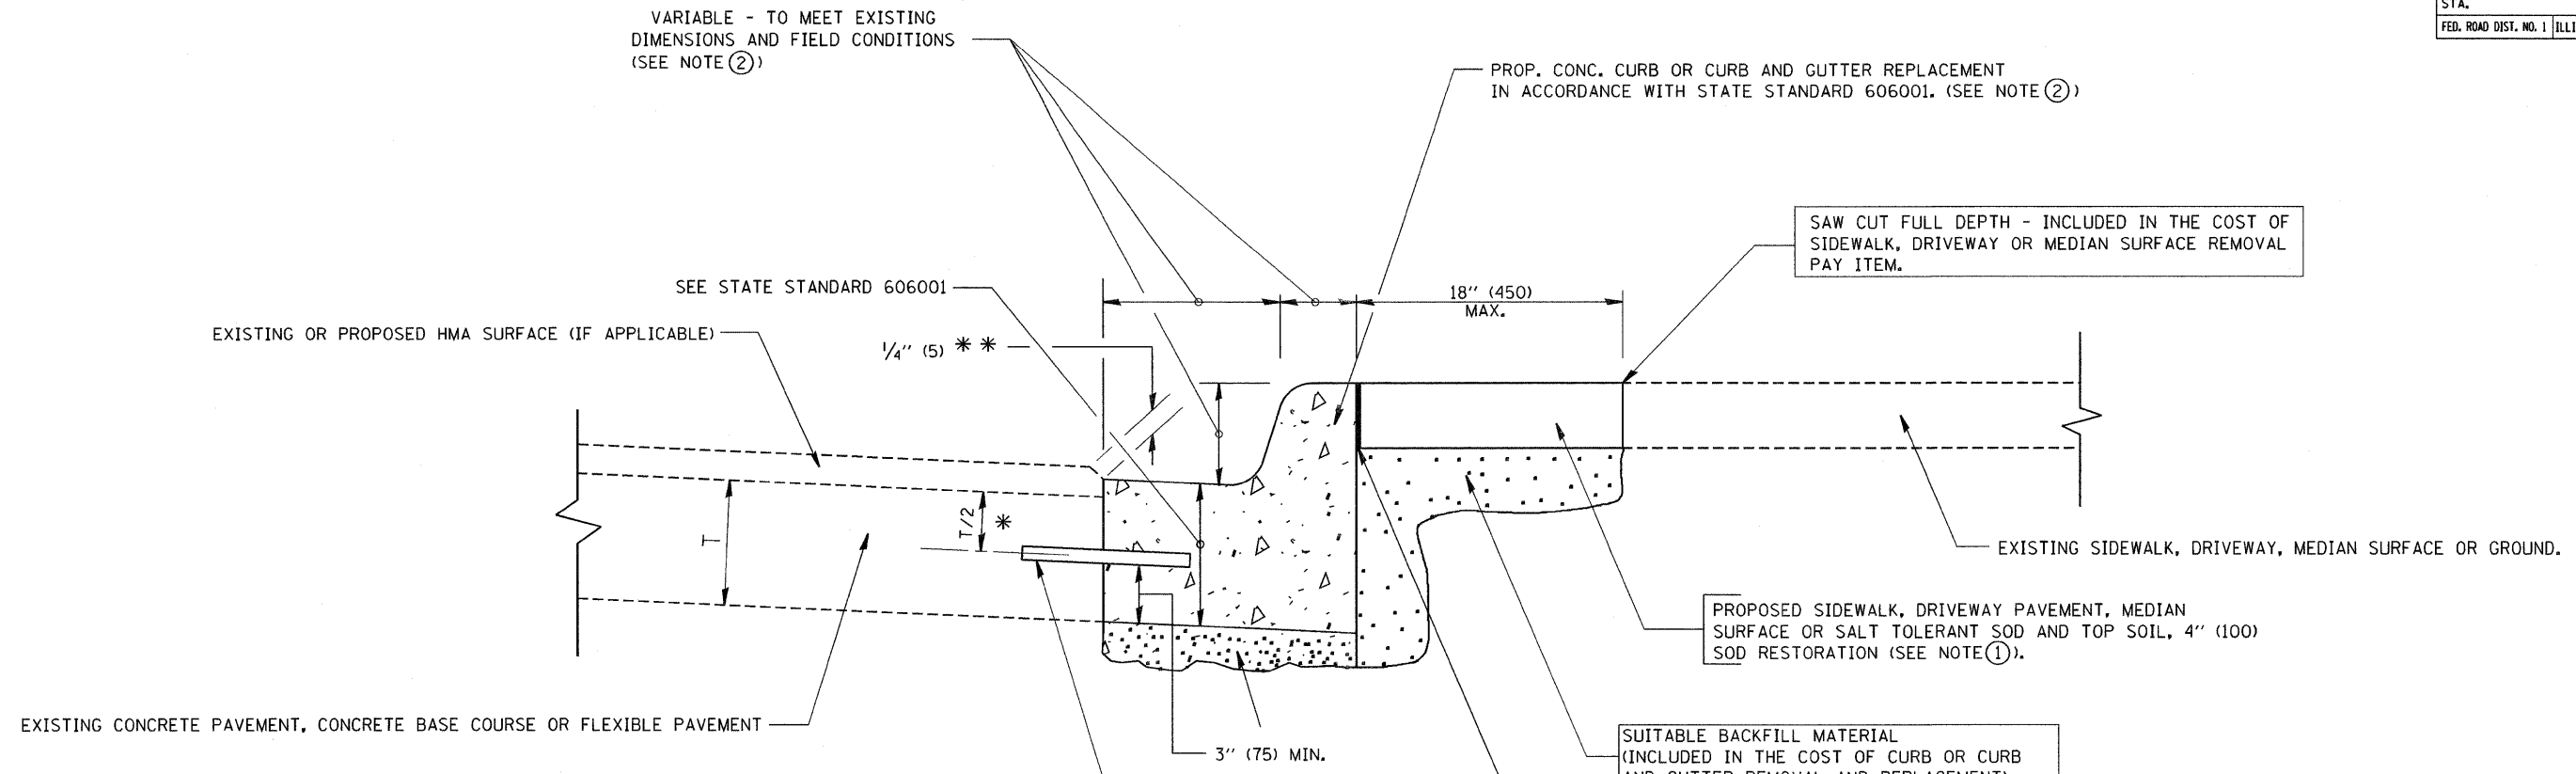 STA.
FED. ROAD DIST. NO. 1 ILLI
VARIABLE - TO MEET EXISTING
DIMENSIONS AND FIELD CONDITIONS
(SEE NOTE ②)
PROP. CONC. CURB OR CURB AND GUTTER REPLACEMENT
IN ACCORDANCE WITH STATE STANDARD 606001. (SEE NOTE ②)
SAW CUT FULL DEPTH - INCLUDED IN THE COST OF
SIDEWALK, DRIVEWAY OR MEDIAN SURFACE REMOVAL
PAY ITEM.
SEE STATE STANDARD 606001
18" (450)
MAX.
EXISTING OR PROPOSED HMA SURFACE (IF APPLICABLE)
1/4" (5) * *
T
T/2 *
EXISTING SIDEWALK, DRIVEWAY, MEDIAN SURFACE OR GROUND.
PROPOSED SIDEWALK, DRIVEWAY PAVEMENT, MEDIAN
SURFACE OR SALT TOLERANT SOD AND TOP SOIL, 4" (100)
SOD RESTORATION (SEE NOTE ①).
EXISTING CONCRETE PAVEMENT, CONCRETE BASE COURSE OR FLEXIBLE PAVEMENT
3" (75) MIN.
SUITABLE BACKFILL MATERIAL
(INCLUDED IN THE COST OF CURB OR CURB
AND GUTTER REMOVAL AND REPLACEMENT)